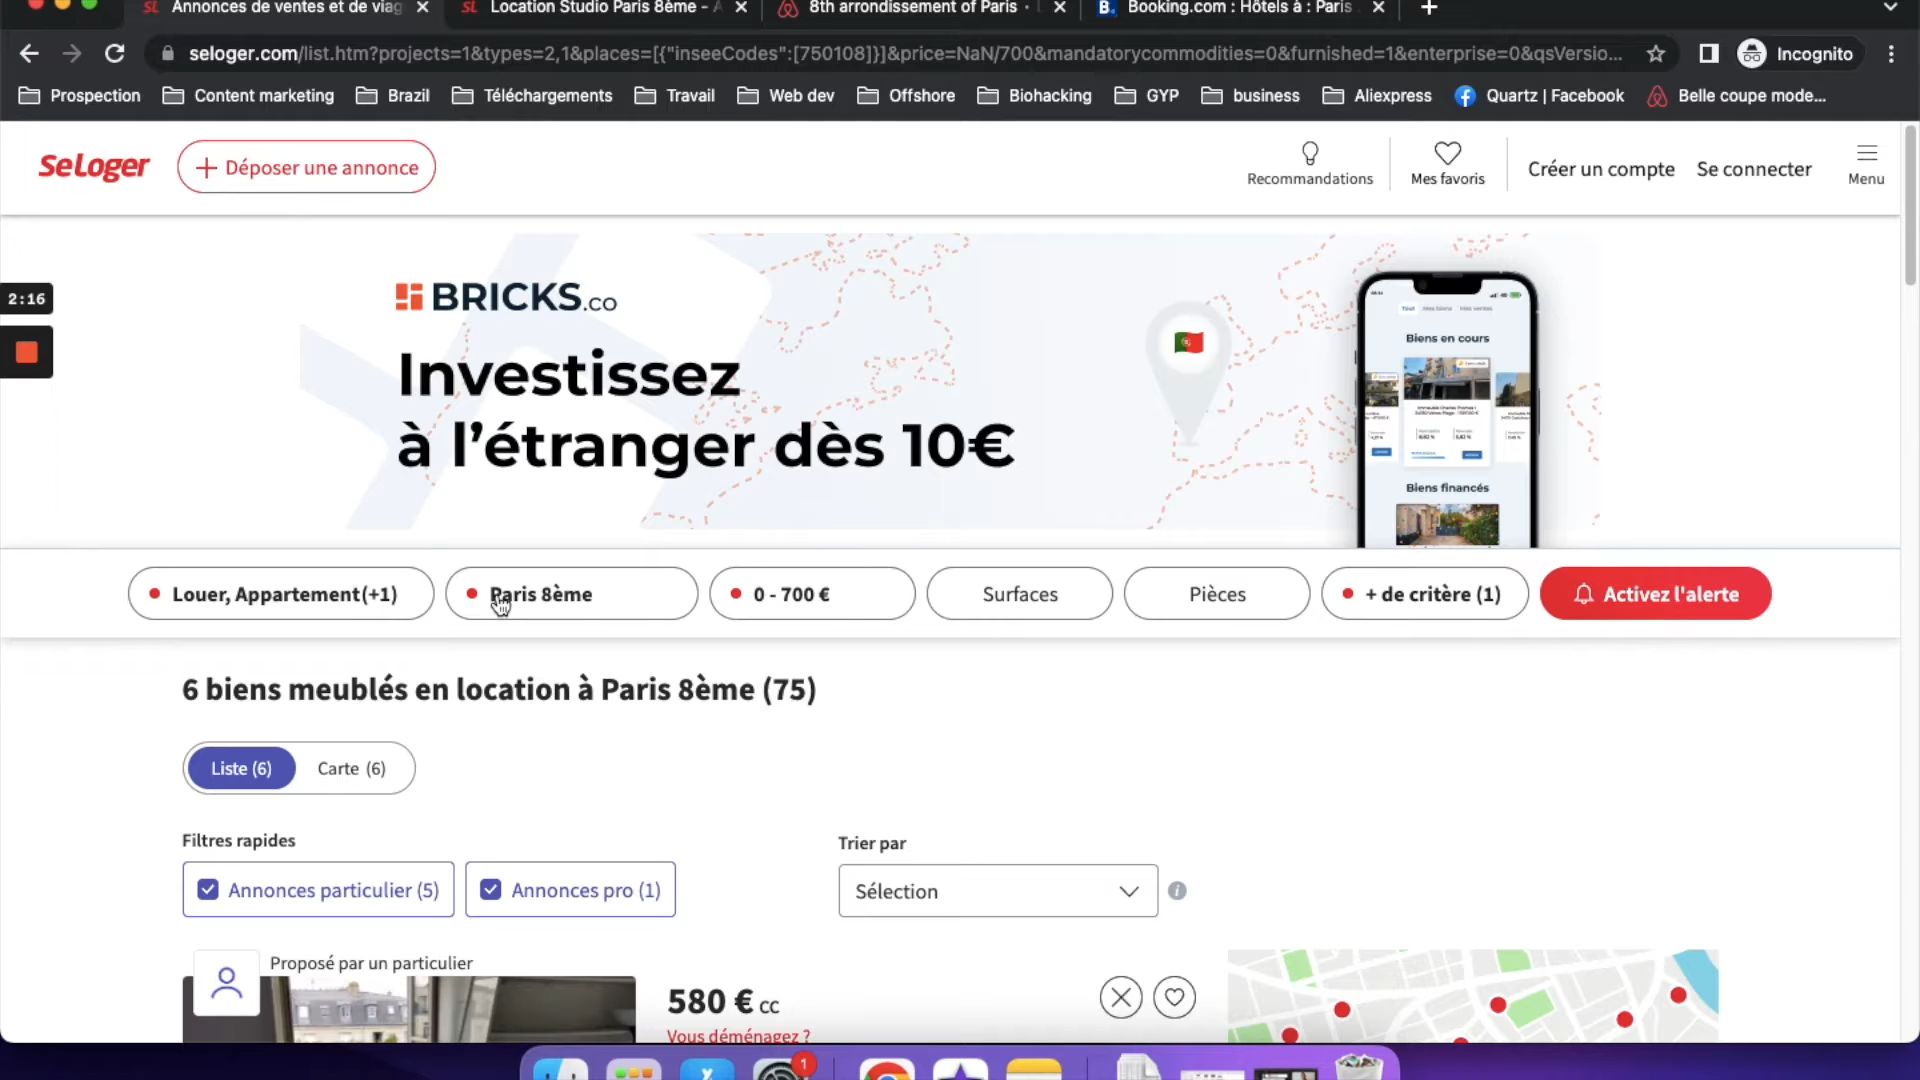 Annonces de ventes et de viag
Location Studio Paris 8ème - A
8th arrondissement of Paris ·
Booking.com : Hôtels à : Paris
seloger.com/list.htm?projects=1&types=2,1&places=[{"inseeCodes":[750108]}]&price=NaN/700&mandatorycommodities=0&furnished=1&enterprise=0&qsVersio...
Incognito
Prospection
Content marketing
Brazil
Téléchargements
Travail
Web dev
Offshore
Biohacking
GYP
business
Aliexpress
Quartz | Facebook
Belle coupe mode...
SeLoger
Déposer une annonce
Recommandations
Mes favoris
Créer un compte
Se connecter
Menu
2:16
BRICKS.co
Investissez
à l'étranger dès 10€
Tout
Biens en cours
Biens financés
Louer, Appartement(+1)
Paris 8ème
0 - 700 €
Surfaces
Pièces
+ de critère (1)
Activez l'alerte
6 biens meublés en location à Paris 8ème (75)
Liste (6)
Carte (6)
Filtres rapides
Trier par
Annonces particulier (5)
Annonces pro (1)
Sélection
Proposé par un particulier
580 € cc
Vous déménagez ?
1